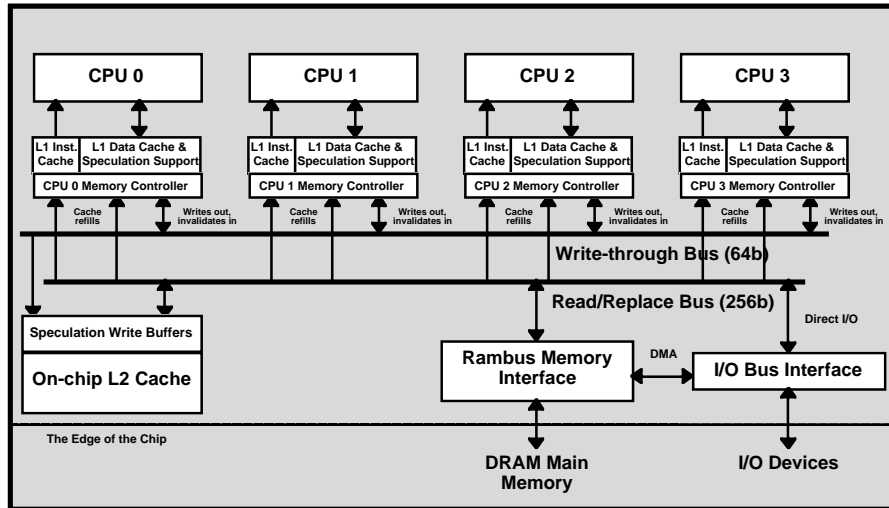 CPU 0
CPU 1
CPU 2
CPU 3
L1 Inst.
Cache
L1 Data Cache &
Speculation Support
L1 Inst.
Cache
L1 Data Cache &
Speculation Support
L1 Inst.
Cache
L1 Data Cache &
Speculation Support
L1 Inst.
Cache
L1 Data Cache &
Speculation Support
CPU 0 Memory Controller
CPU 1 Memory Controller
CPU 2 Memory Controller
CPU 3 Memory Controller
Cache
refills
Writes out,
invalidates in
Cache
refills
Writes out,
invalidates in
Cache
refills
Writes out,
invalidates in
Cache
refills
Writes out,
invalidates in
Write-through Bus (64b)
Read/Replace Bus (256b)
Speculation Write Buffers
On-chip L2 Cache
Rambus Memory
Interface
DMA
Direct I/O
I/O Bus Interface
The Edge of the Chip
DRAM Main
Memory
I/O Devices